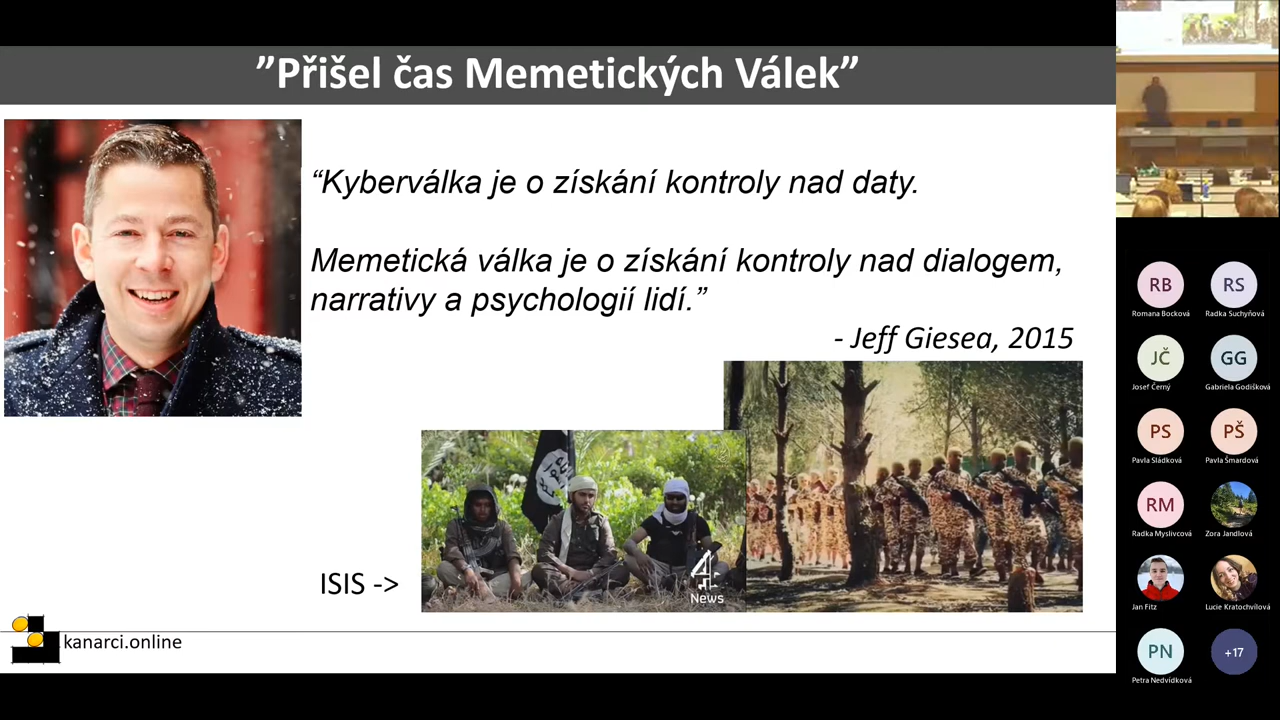 ”Přišel čas Memetických Válek”
“Kyberválka je o získání kontroly nad daty.
Memetická válka je o získání kontroly nad dialogem,
narrativy a psychologií lidí.”
- Jeff Giesea, 2015
ISIS ->
4
News
kanarci.online
RB
Romana Bocková
RS
Radka Suchyňová
JČ
Josef Černý
GG
Gabriela Godišková
PS
Pavla Sládková
PŠ
Pavla Šmardová
RM
Radka Myslivcová
Zora Jandlová
Jan Fitz
Lucie Kratochvílová
PN
Petra Nedvídková
+17